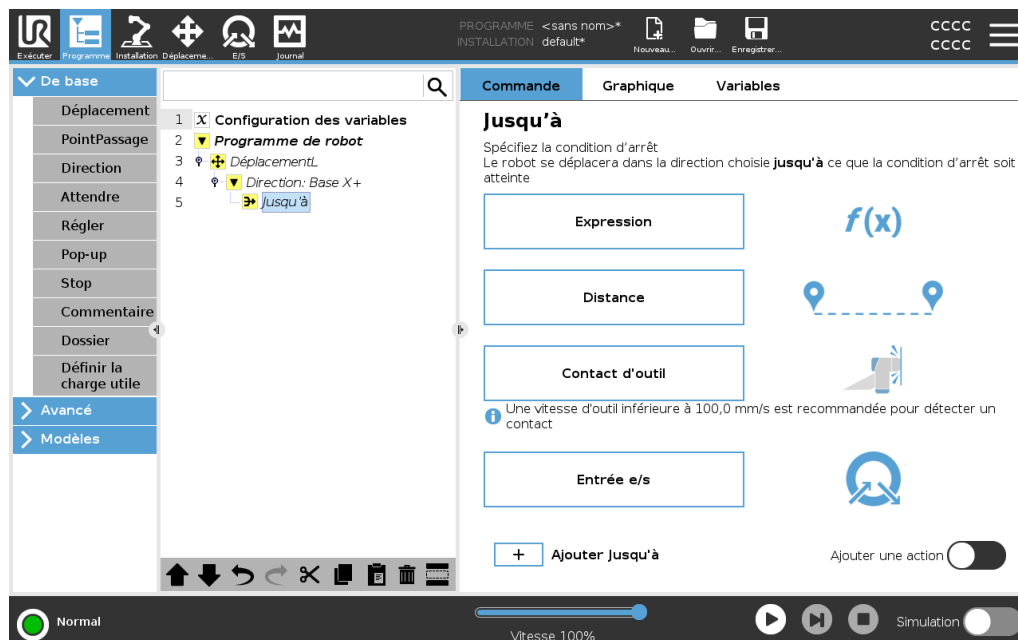 PROGRAMME <sans nom>*
INSTALLATION default*
Nouveau...
Ouvrir...
Enregistrer...
CCCC
CCCC
Exécuter
Programme
Installation
Déplaceme...
E/S
Journal
De base
Déplacement
PointPassage
Direction
Attendre
Régler
Pop-up
Stop
Commentaire
Dossier
Définir la
charge utile
Avancé
Modèles
1 X Configuration des variables
2 Programme de robot
3 DéplacementL
4 Direction: Base X+
5 Jusqu'à
Commande
Graphique
Variables
Jusqu'à
Spécifiez la condition d'arrêt
Le robot se déplacera dans la direction choisie jusqu'à ce que la condition d'arrêt soit
atteinte
Expression
f(x)
Distance
Contact d'outil
Une vitesse d'outil inférieure à 100,0 mm/s est recommandée pour détecter un
contact
Entrée e/s
+ Ajouter Jusqu'à
Ajouter une action
Normal
Vitesse 100%
Simulation